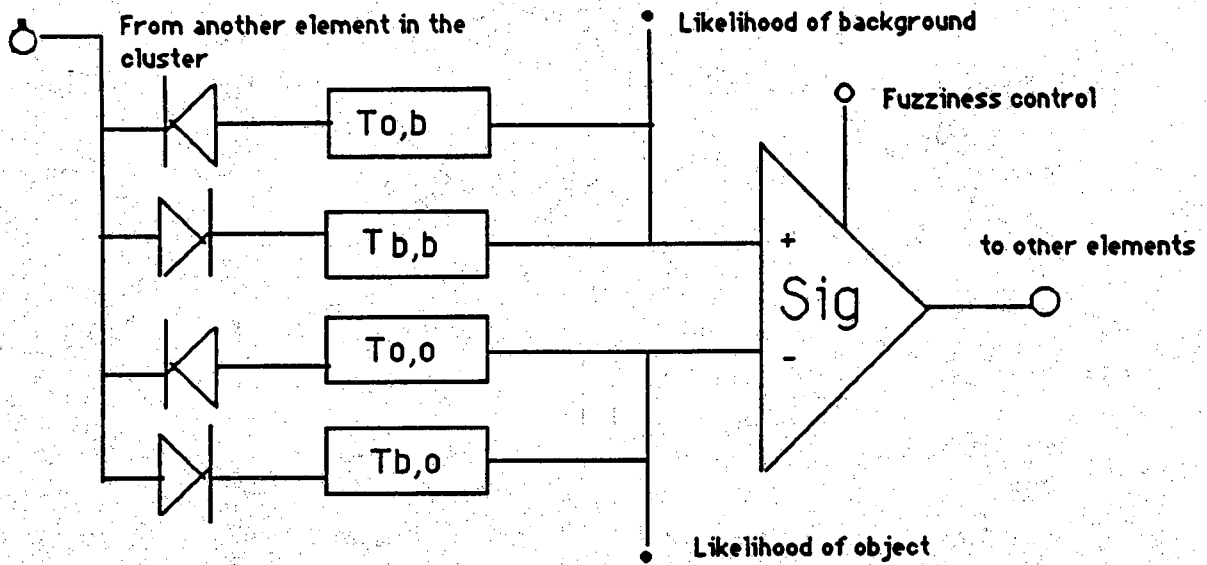 From another element in the
cluster
Likelihood of background
Fuzziness control
To,b
Tb,b
+
to other elements
Sig
To,o
-
Tb,o
Likelihood of object